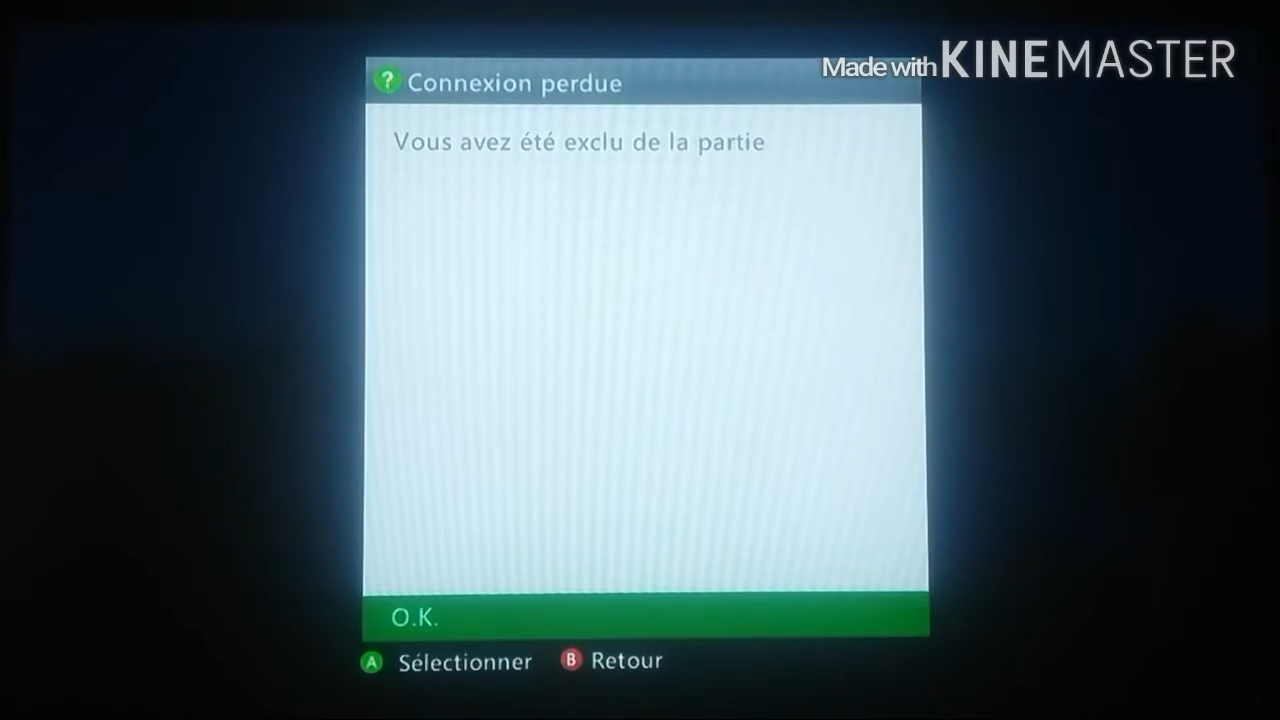 Made with KINEMASTER
Connexion perdue
Vous avez été exclu de la partie
O.K.
A Sélectionner B Retour